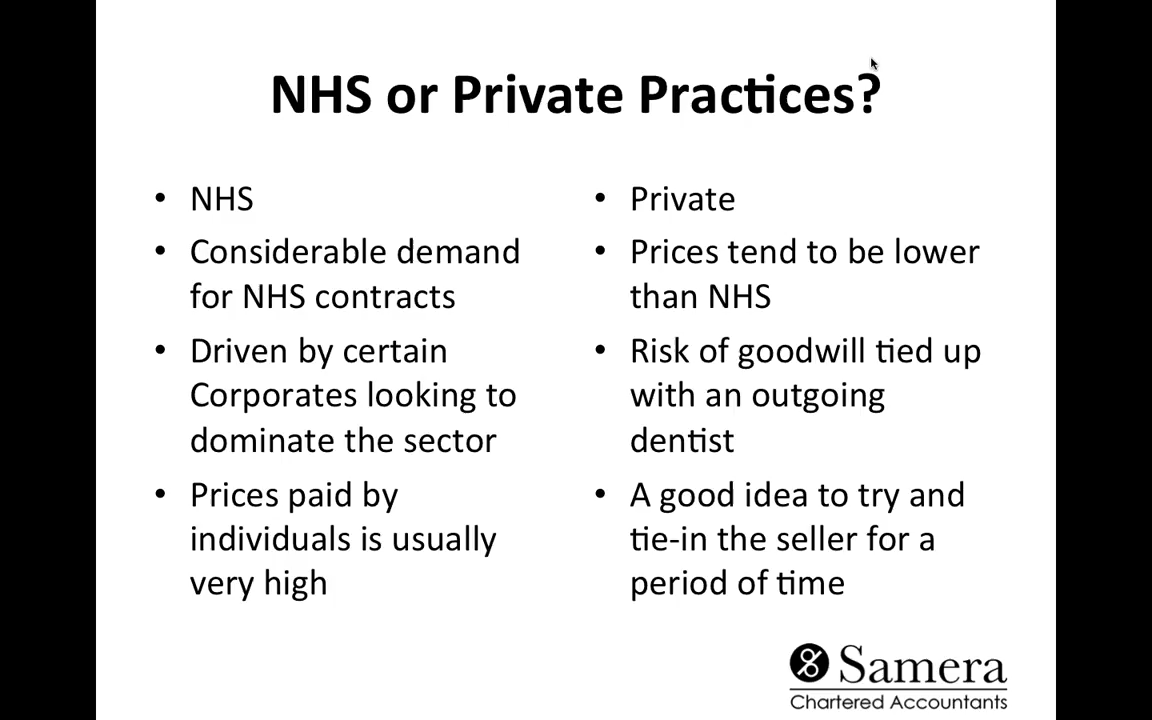 NHS or Private Practices?
• NHS
• Considerable demand
for NHS contracts
• Driven by certain
Corporates looking to
dominate the sector
• Prices paid by
individuals is usually
very high
• Private
• Prices tend to be lower
than NHS
• Risk of goodwill tied up
with an outgoing
dentist
• A good idea to try and
tie-in the seller for a
period of time
Samera
Chartered Accountants